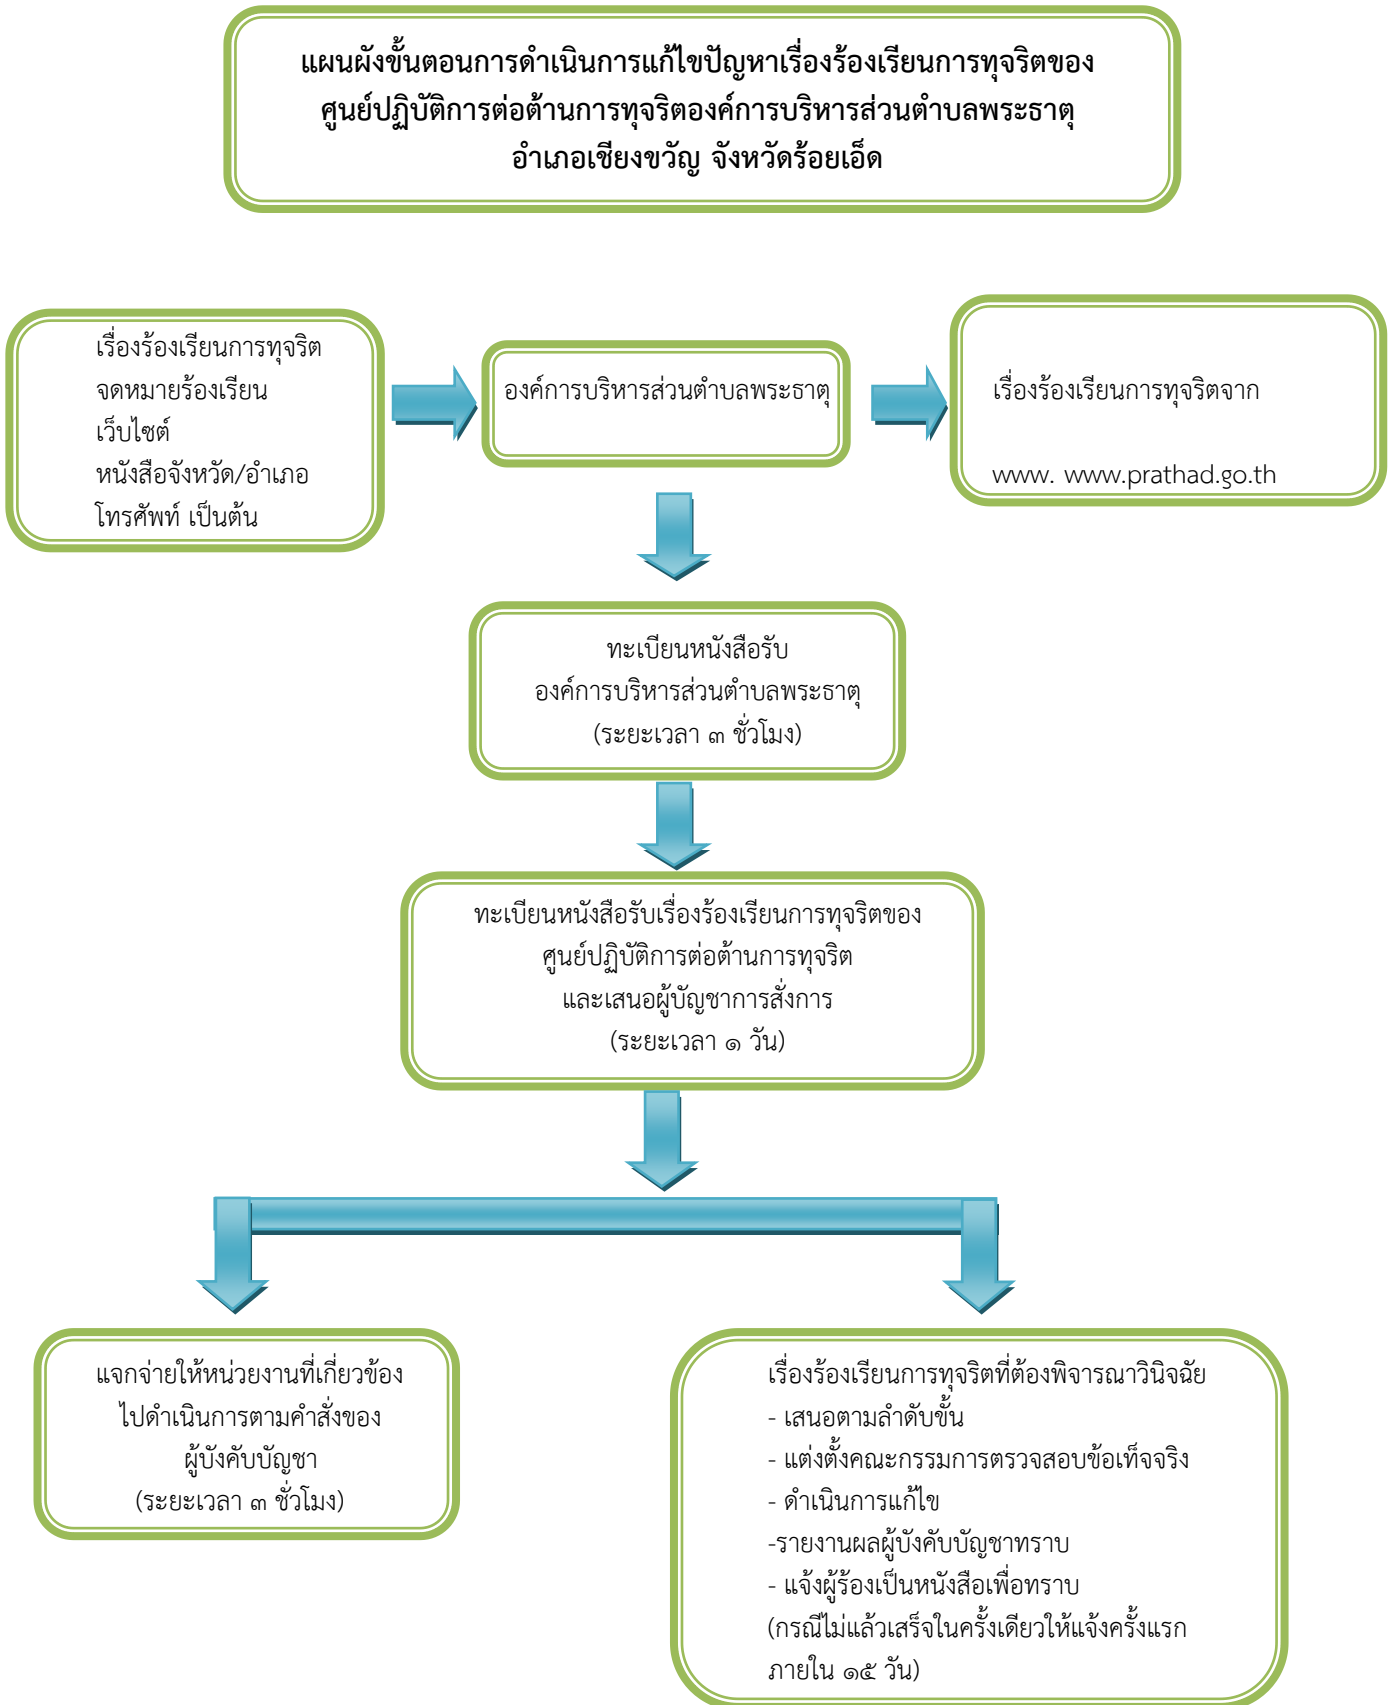 แผนผังขั้นตอนการดำเนินการแก้ไขปัญหาเรื่องร้องเรียนการทุจริตของ
ศูนย์ปฏิบัติการต่อต้านการทุจริตองค์การบริหารส่วนตำบลพระธาตุ
อำเภอเชียงขวัญ จังหวัดร้อยเอ็ด
เรื่องร้องเรียนการทุจริต
จดหมายร้องเรียน
เว็บไซต์
หนังสือจังหวัด/อำเภอ
โทรศัพท์ เป็นต้น
องค์การบริหารส่วนตำบลพระธาตุ
เรื่องร้องเรียนการทุจริตจาก
www. www.prathad.go.th
ทะเบียนหนังสือรับ
องค์การบริหารส่วนตำบลพระธาตุ
(ระยะเวลา ๓ ชั่วโมง)
ทะเบียนหนังสือรับเรื่องร้องเรียนการทุจริตของ
ศูนย์ปฏิบัติการต่อต้านการทุจริต
และเสนอผู้บัญชาการสั่งการ
(ระยะเวลา ๑ วัน)
แจกจ่ายให้หน่วยงานที่เกี่ยวข้อง
ไปดำเนินการตามคำสั่งของ
ผู้บังคับบัญชา
(ระยะเวลา ๓ ชั่วโมง)
เรื่องร้องเรียนการทุจริตที่ต้องพิจารณาวินิจฉัย
- เสนอตามลำดับขั้น
- แต่งตั้งคณะกรรมการตรวจสอบข้อเท็จจริง
- ดำเนินการแก้ไข
-รายงานผลผู้บังคับบัญชาทราบ
- แจ้งผู้ร้องเป็นหนังสือเพื่อทราบ
(กรณีไม่แล้วเสร็จในครั้งเดียวให้แจ้งครั้งแรก
ภายใน ๑๕ วัน)